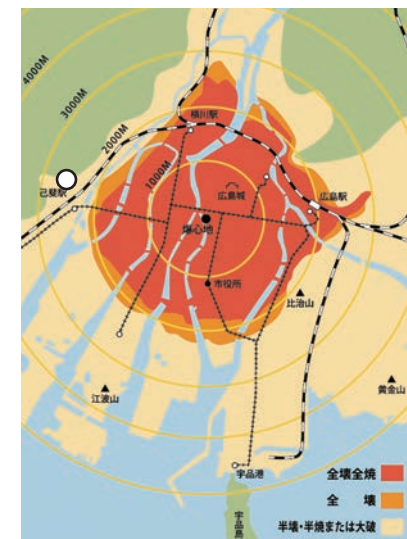 4000M
3000M
2000M
1000M
横川駅
己斐駅
広島城
広島駅
爆心地
市役所
比治山
江波山
黄金山
宇品港
宇品島
全壊全焼
全　壊
半壊・半焼または大破